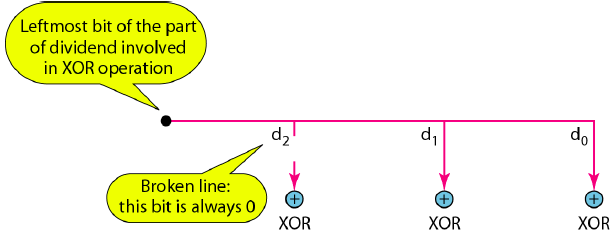 Leftmost bit of the part
of dividend involved
in XOR operation
d2
d1
d0
Broken line:
this bit is always 0
XOR
XOR
XOR